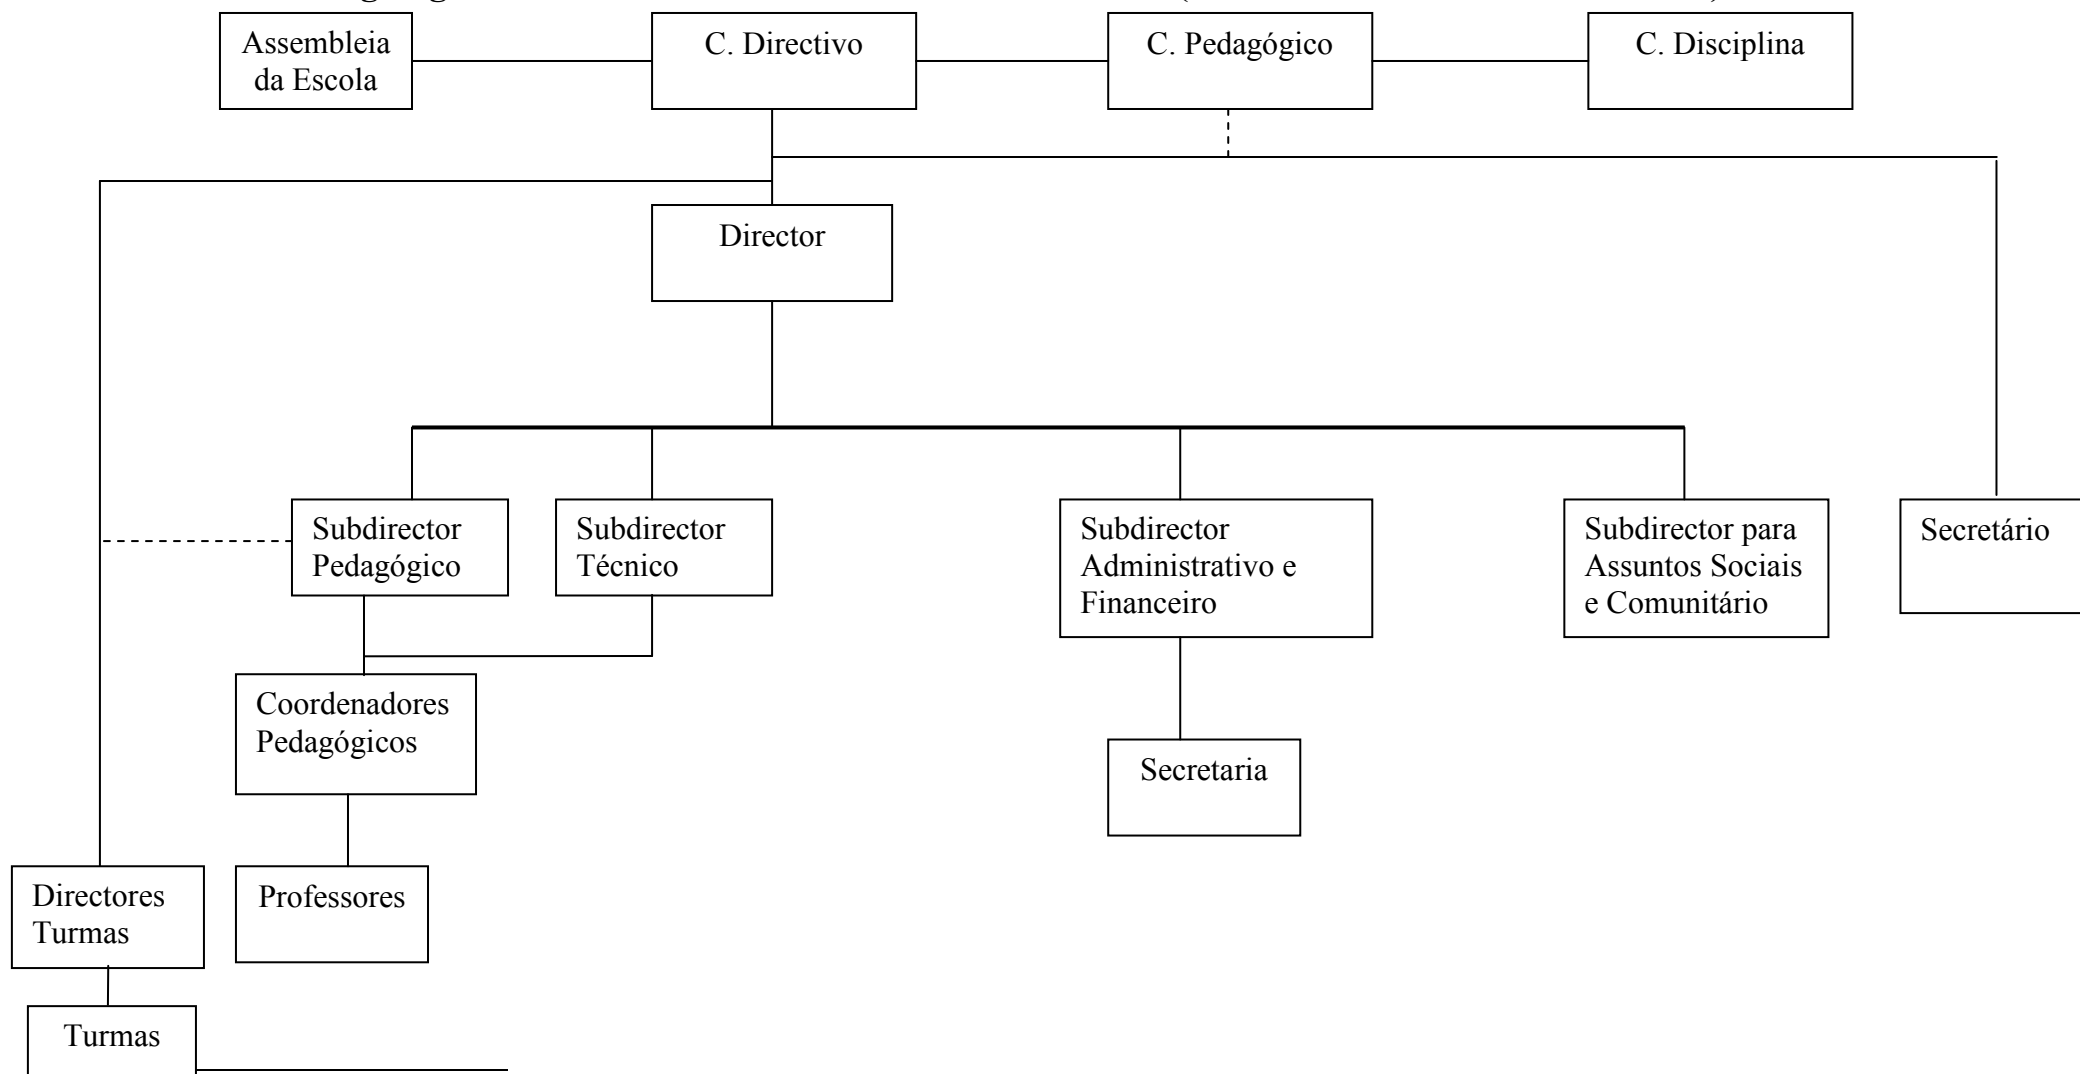 Assembleia
da Escola
C. Directivo
C. Pedagógico
C. Disciplina
Director
Subdirector
Pedagógico
Subdirector
Técnico
Subdirector
Administrativo e
Financeiro
Subdirector para
Assuntos Sociais
e Comunitário
Secretário
Coordenadores
Pedagógicos
Secretaria
Directores
Turmas
Professores
Turmas